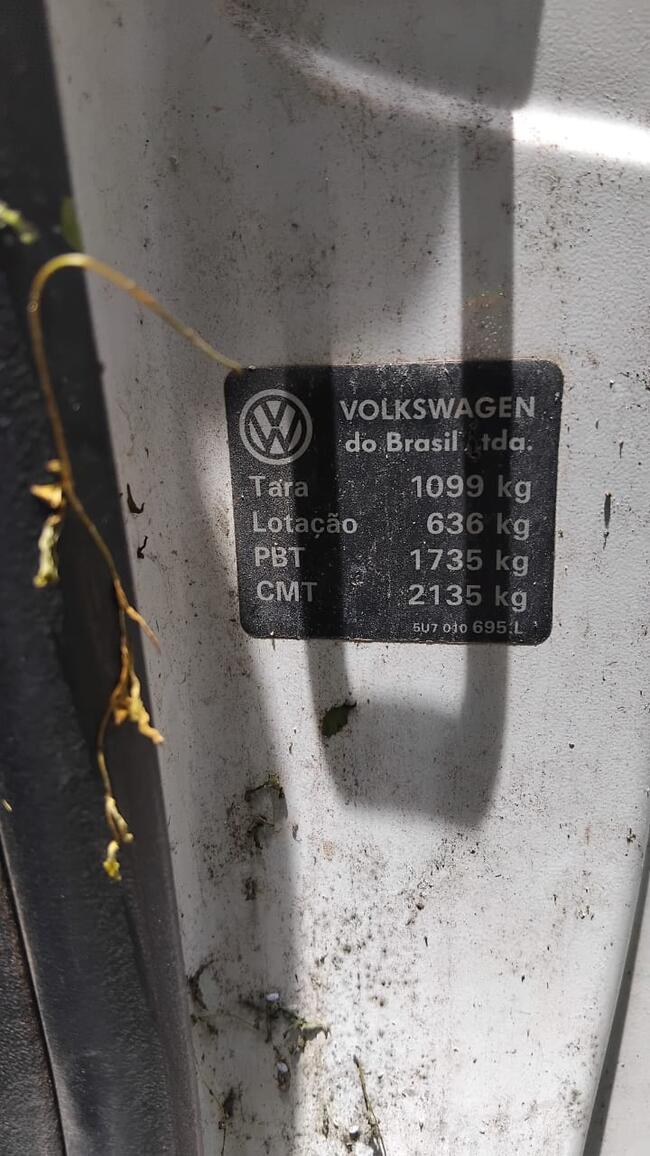 VOLKSWAGEN
do Brasil Ltda.
Tara 1099 kg
Lotação 636 kg
PBT 1735 kg
CMT 2135 kg
5U7 010 695 L